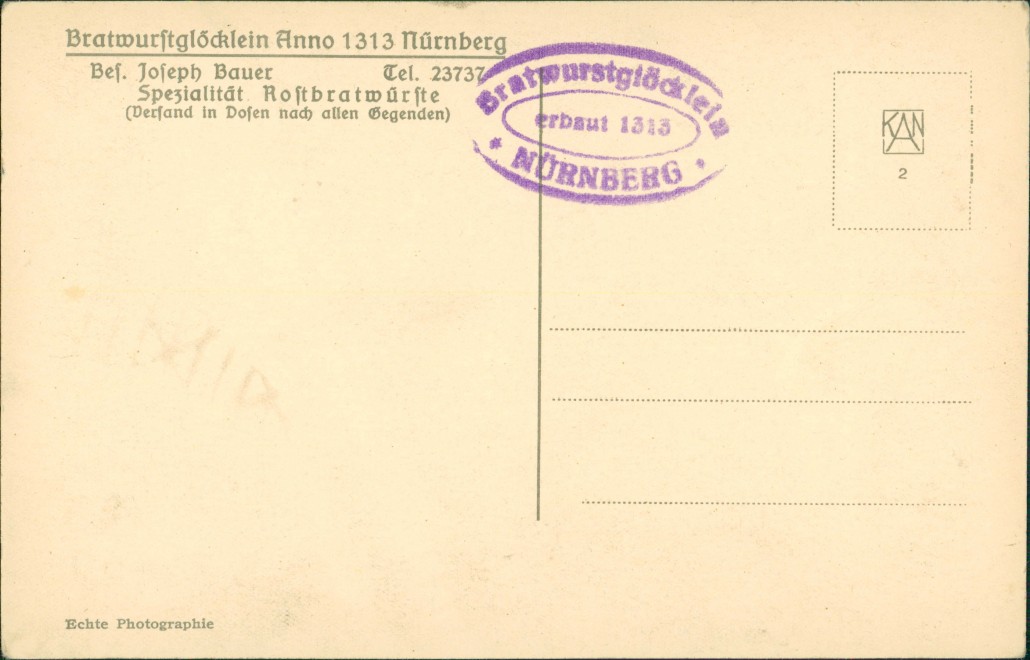 Bratwurſtglöcklein Anno 1313 Nürnberg
Beſ. Joſeph Bauer Tel. 23737
Spezialität Roſtbratwürſte
(Verſand in Doſen nach allen Gegenden)
Bratwurstglöcklein
erbaut 1313
* NÜRNBERG *
KAN
2
Echte Photographie